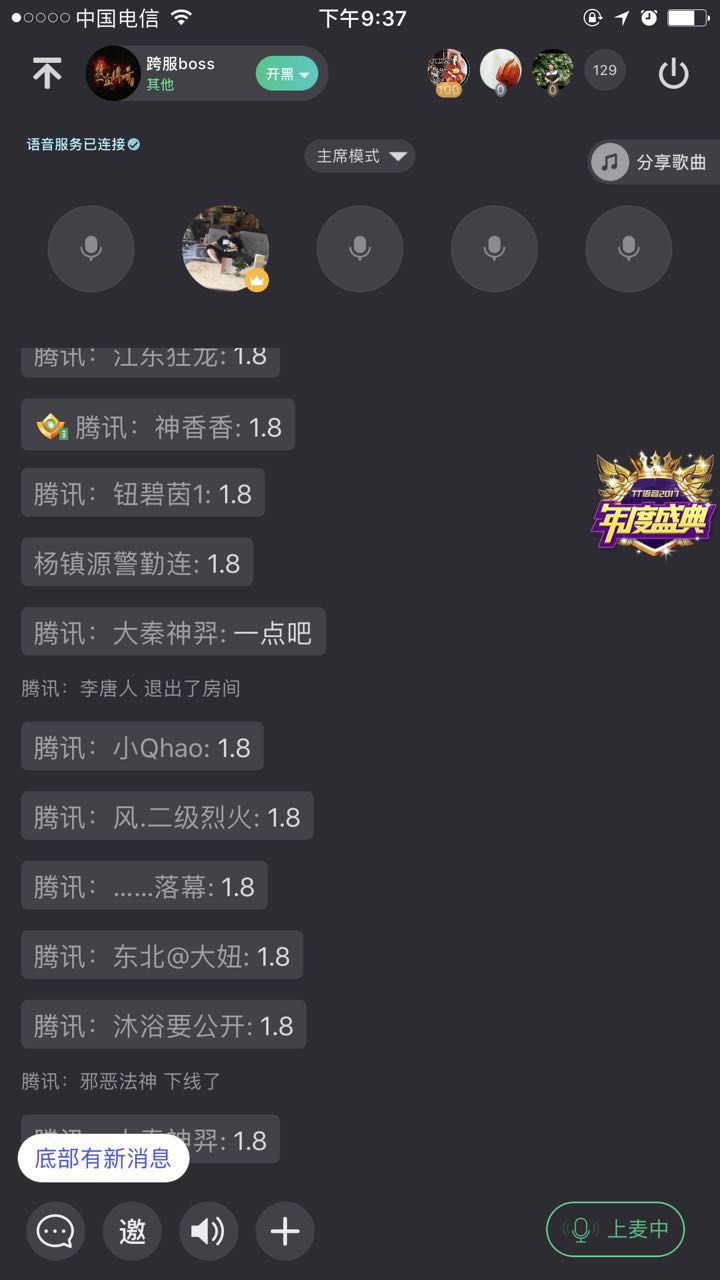 中国电信
下午9:37
跨服boss
其他
开黑
100
0
0
129
语音服务已连接
主席模式
分享歌曲
腾讯：江东狂龙: 1.8
腾讯：神香香: 1.8
腾讯：钮碧茵1: 1.8
TT语音2017
年度盛典
杨镇源警勤连: 1.8
腾讯：大秦神羿: 一点吧
腾讯：李唐人 退出了房间
腾讯：小Qhao: 1.8
腾讯：风.二级烈火: 1.8
腾讯：……落幕: 1.8
腾讯：东北@大妞: 1.8
腾讯：沐浴要公开: 1.8
腾讯：邪恶法神 下线了
神羿: 1.8
底部有新消息
邀
上麦中